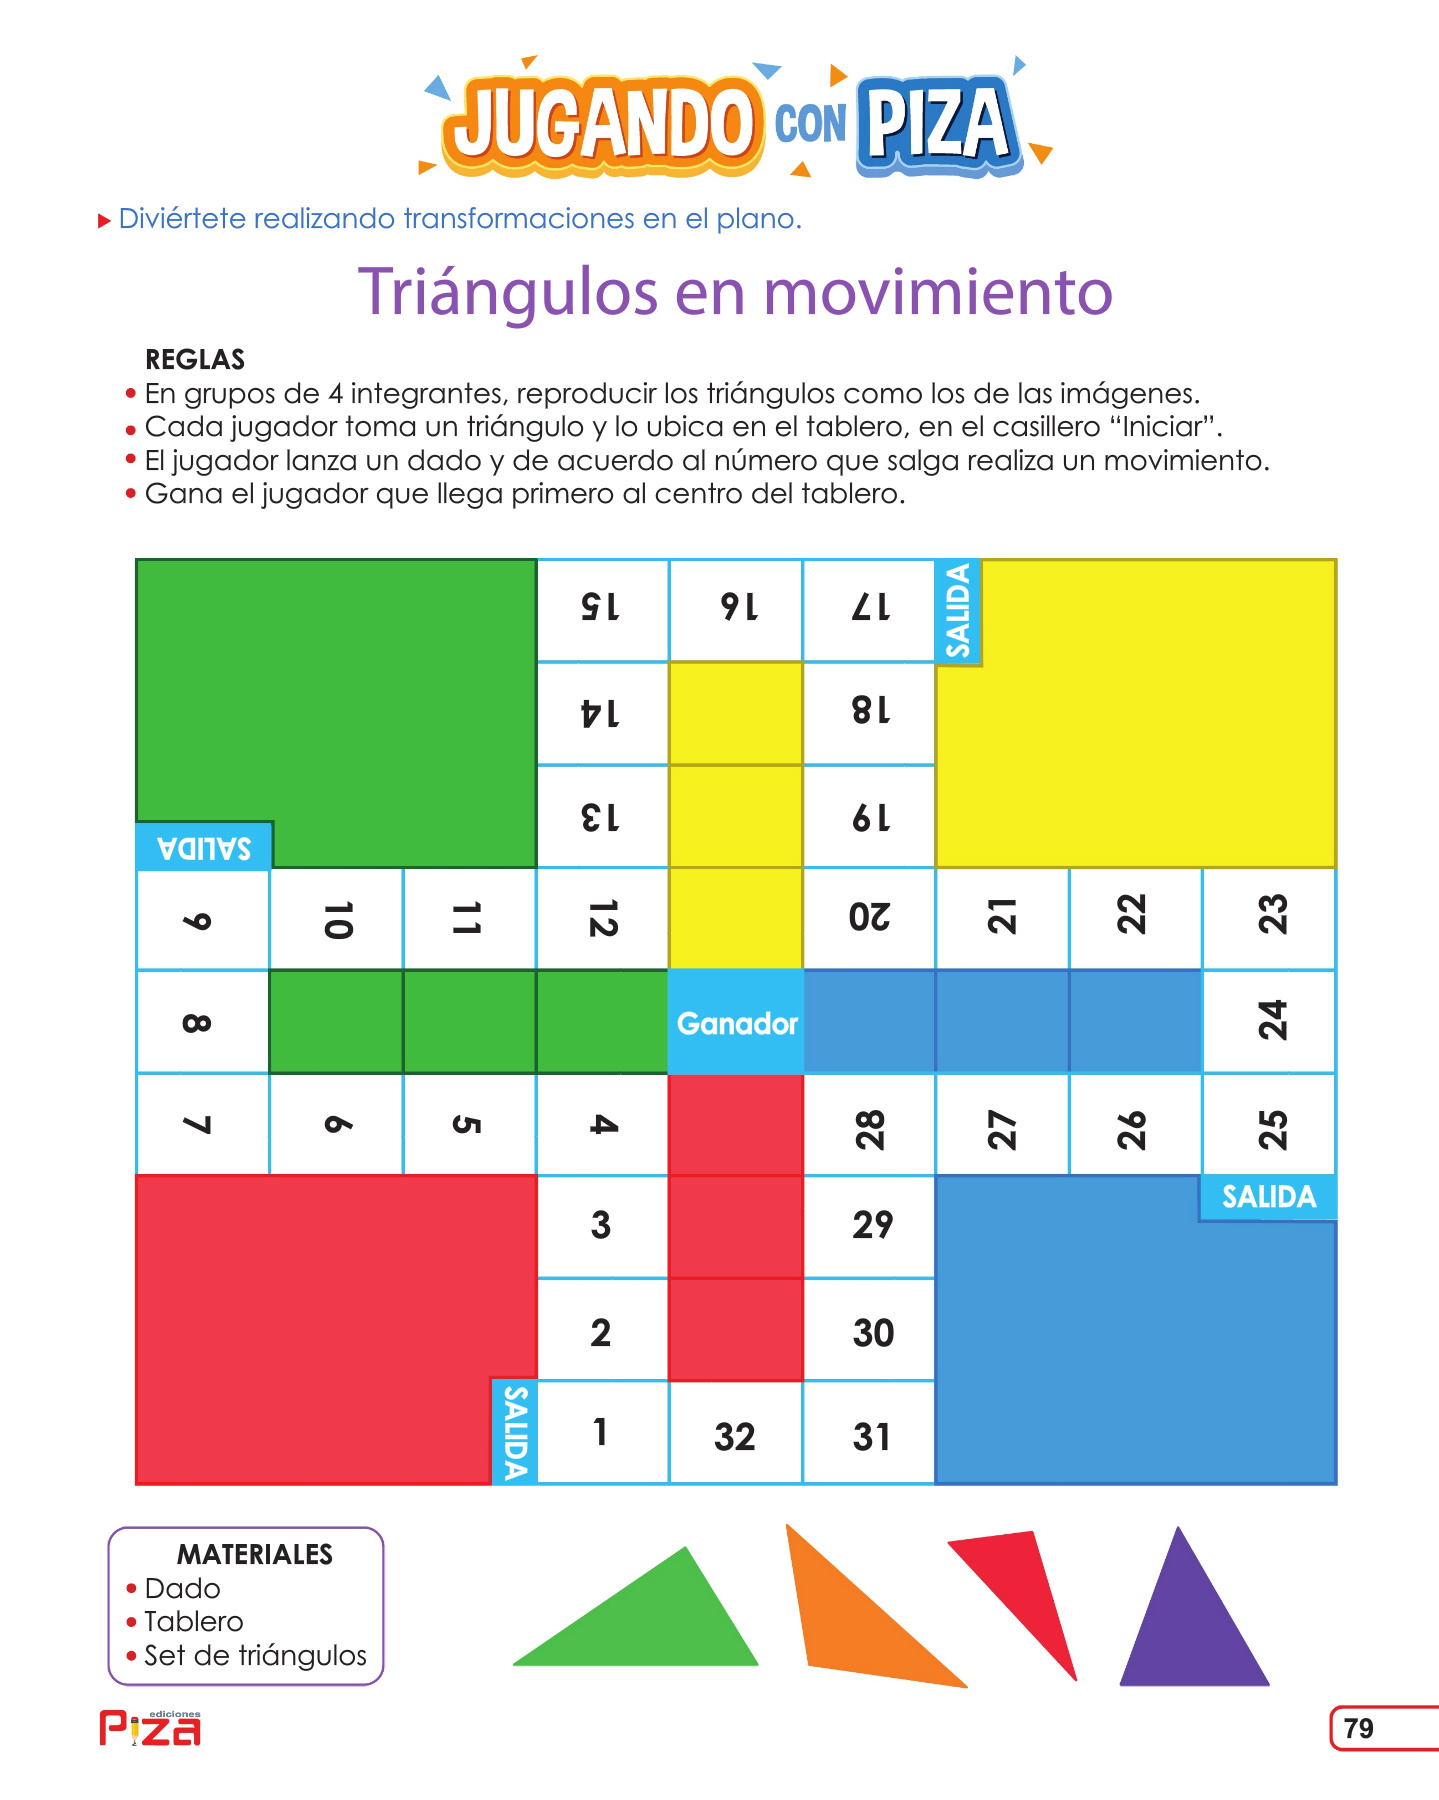 JUGANDO CON PIZA
Diviértete realizando transformaciones en el plano.
Triángulos en movimiento
REGLAS
• En grupos de 4 integrantes, reproducir los triángulos como los de las imágenes.
• Cada jugador toma un triángulo y lo ubica en el tablero, en el casillero “Iniciar”.
• El jugador lanza un dado y de acuerdo al número que salga realiza un movimiento.
• Gana el jugador que llega primero al centro del tablero.
15 16 17 SALIDA
14 18
13 19
SALIDA
9 10 11 12 20 21 22 23
8 Ganador 24
7 6 5 4 28 27 26 25
SALIDA
3 29
2 30
SALIDA 1 32 31
MATERIALES
• Dado
• Tablero
• Set de triángulos
ediciones
Piza
79